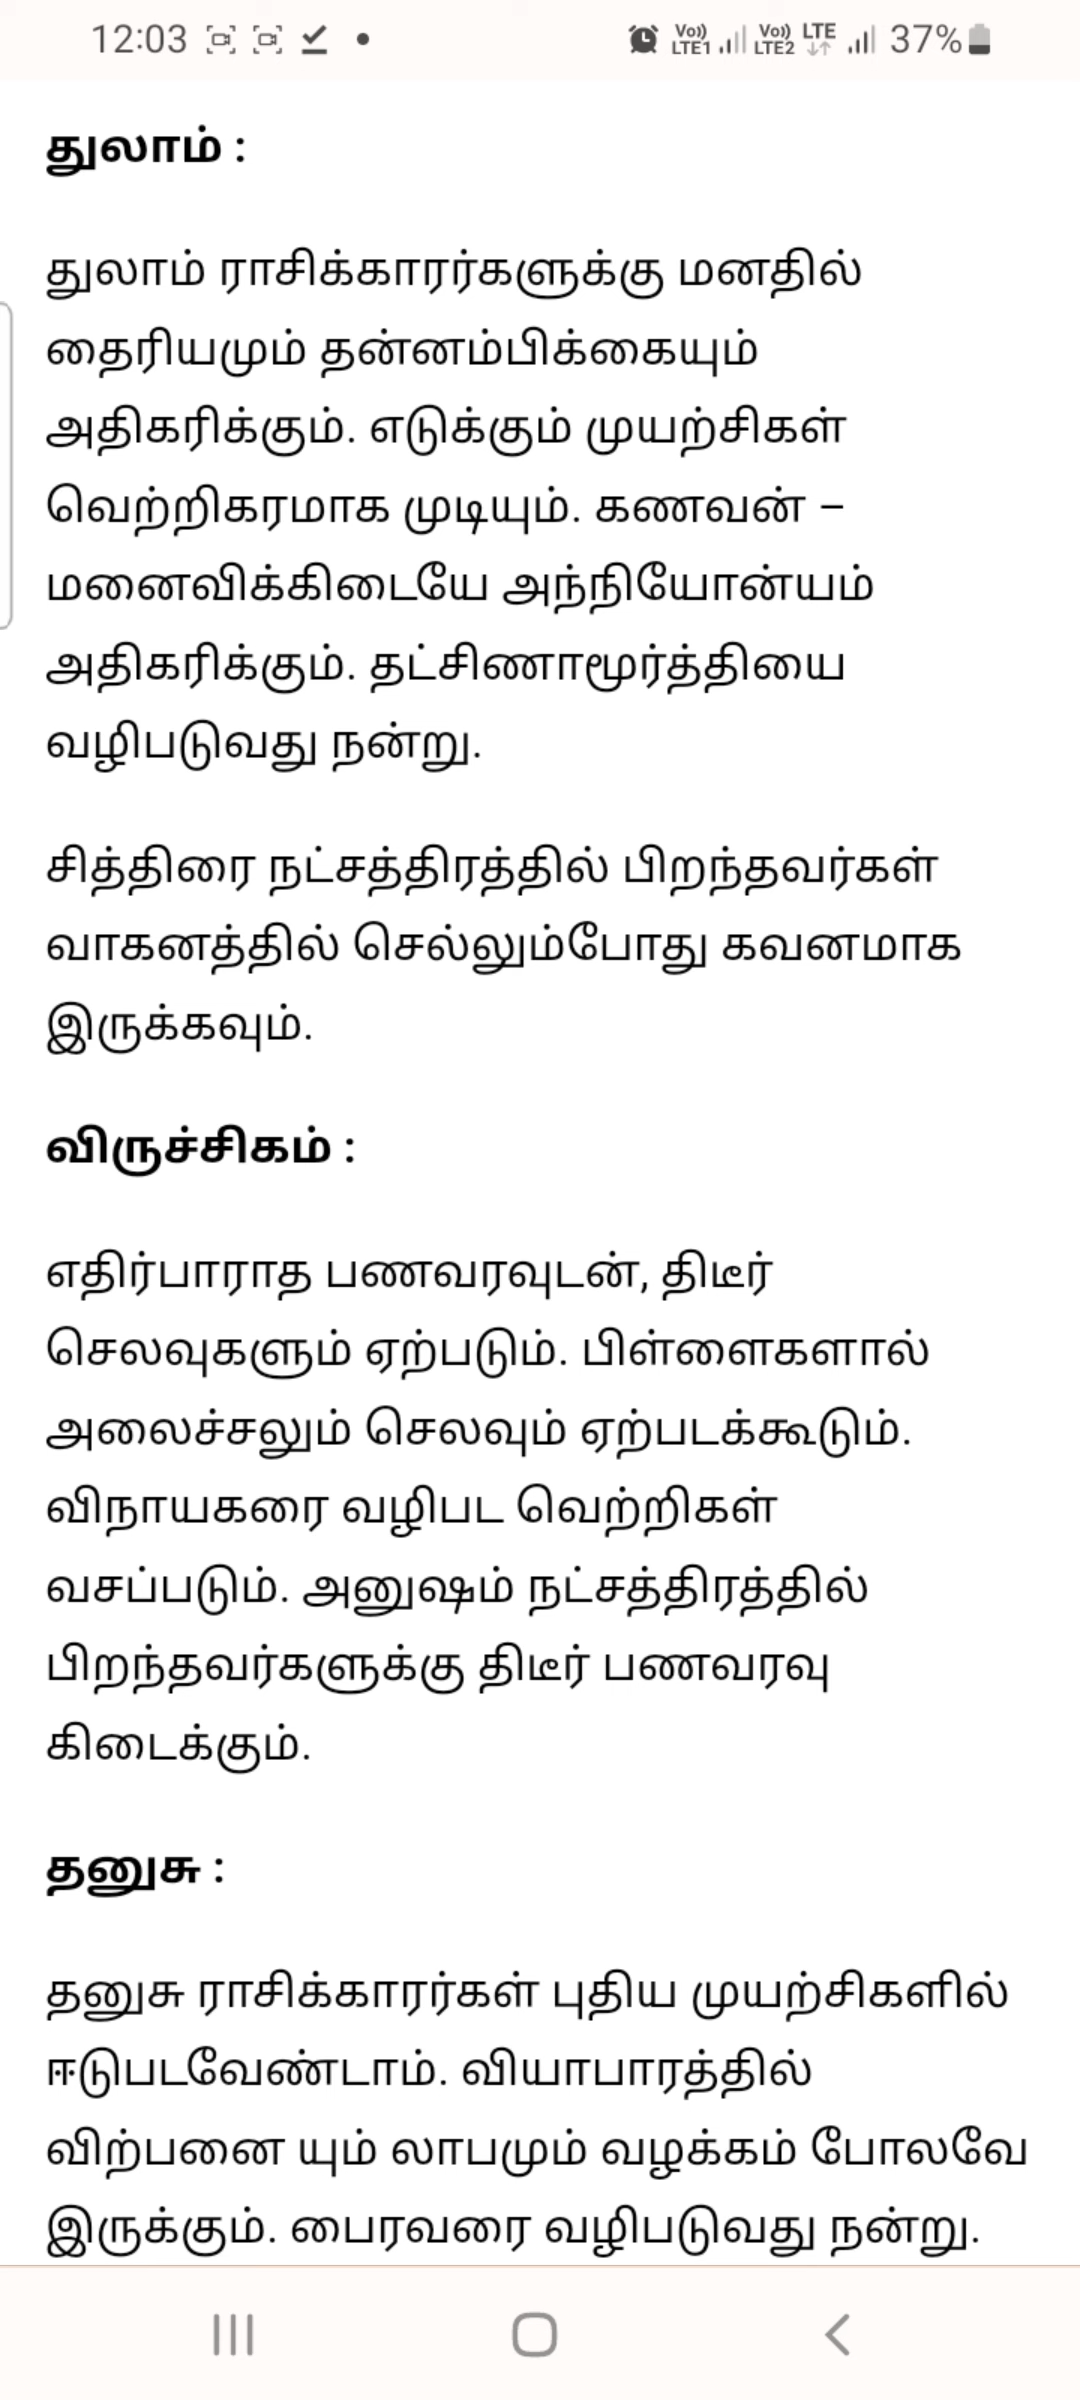 12:03
Vo)) LTE1 Vo)) LTE2 LTE 37%
துலாம் :
துலாம் ராசிக்காரர்களுக்கு மனதில்
தைரியமும் தன்னம்பிக்கையும்
அதிகரிக்கும். எடுக்கும் முயற்சிகள்
வெற்றிகரமாக முடியும். கணவன் –
மனைவிக்கிடையே அந்நியோன்யம்
அதிகரிக்கும். தட்சிணாமூர்த்தியை
வழிபடுவது நன்று.
சித்திரை நட்சத்திரத்தில் பிறந்தவர்கள்
வாகனத்தில் செல்லும்போது கவனமாக
இருக்கவும்.
விருச்சிகம் :
எதிர்பாராத பணவரவுடன், திடீர்
செலவுகளும் ஏற்படும். பிள்ளைகளால்
அலைச்சலும் செலவும் ஏற்படக்கூடும்.
விநாயகரை வழிபட வெற்றிகள்
வசப்படும். அனுஷம் நட்சத்திரத்தில்
பிறந்தவர்களுக்கு திடீர் பணவரவு
கிடைக்கும்.
தனுசு :
தனுசு ராசிக்காரர்கள் புதிய முயற்சிகளில்
ஈடுபடவேண்டாம். வியாபாரத்தில்
விற்பனை யும் லாபமும் வழக்கம் போலவே
இருக்கும். பைரவரை வழிபடுவது நன்று.